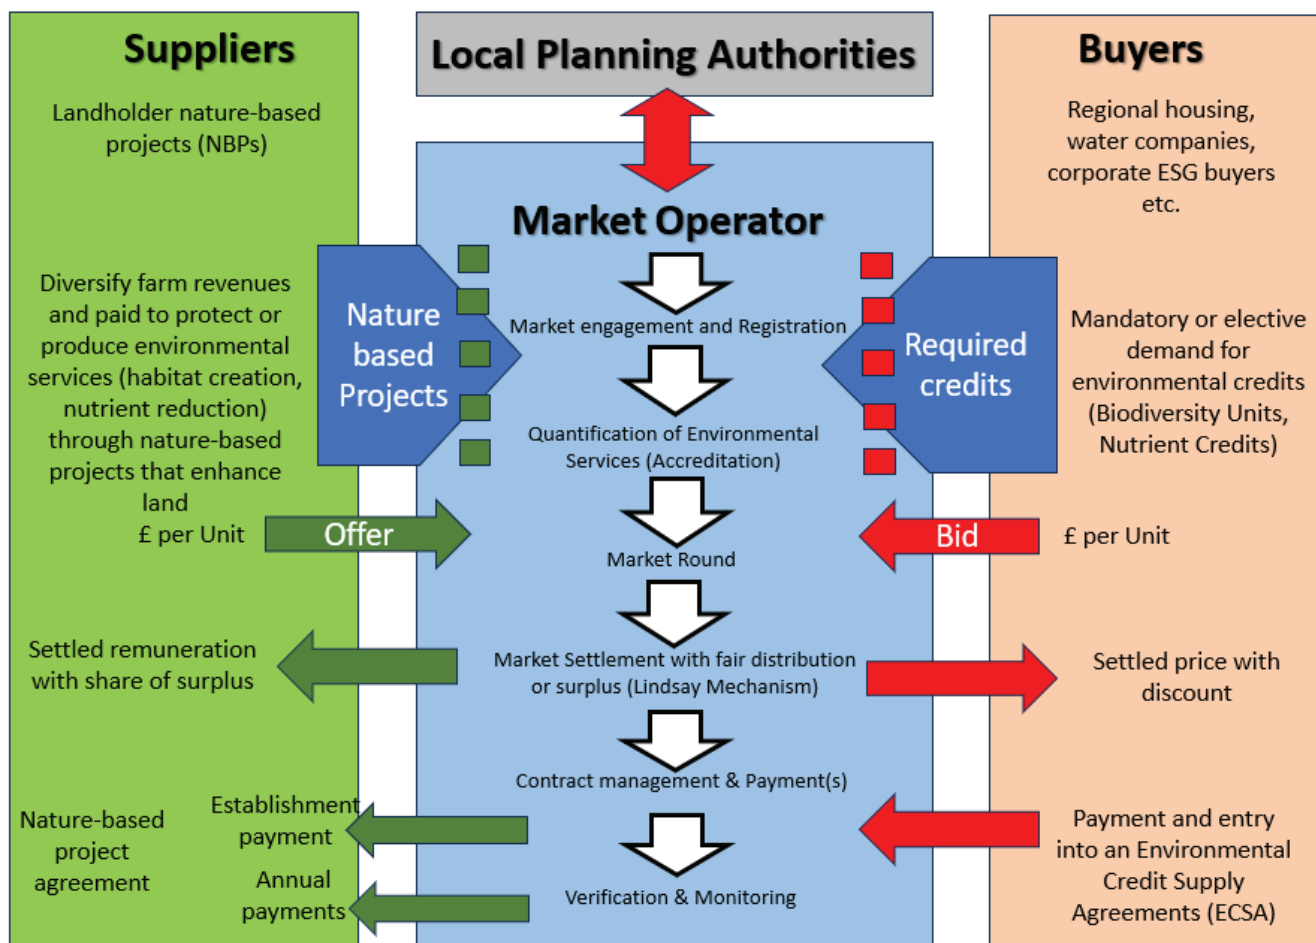 Suppliers
Landholder nature-based
projects (NBPs)
Diversify farm revenues
and paid to protect or
produce environmental
services (habitat creation,
nutrient reduction)
through nature-based
projects that enhance
land
£ per Unit
Settled remuneration
with share of surplus
Nature-based
project
agreement
Establishment
payment
Annual
payments
Nature
based
Projects
Offer
Local Planning Authorities
Market Operator
Market engagement and Registration
Quantification of Environmental
Services (Accreditation)
Market Round
Market Settlement with fair distribution
or surplus (Lindsay Mechanism)
Contract management & Payment(s)
Verification & Monitoring
Required
credits
Bid
Buyers
Regional housing,
water companies,
corporate ESG buyers
etc.
Mandatory or elective
demand for
environmental credits
(Biodiversity Units,
Nutrient Credits)
£ per Unit
Settled price with
discount
Payment and entry
into an Environmental
Credit Supply
Agreements (ECSA)